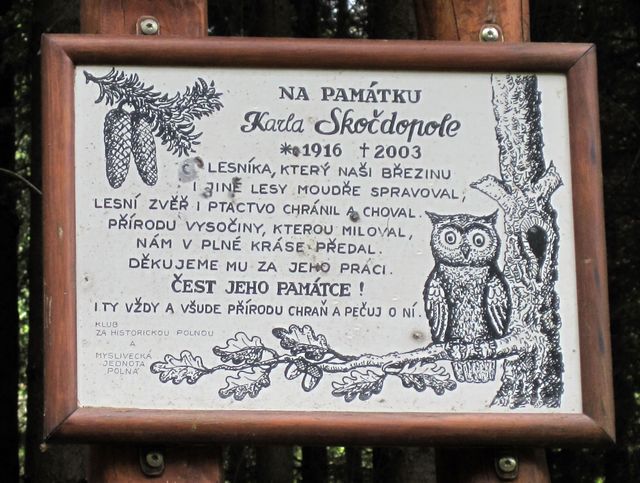 NA PAMÁTKU
Karla Skočdopole
* 1916 † 2003
LESNÍKA, KTERÝ NAŠI BŘEZINU
I JINÉ LESY MOUDŘE SPRAVOVAL,
LESNÍ ZVĚŘ I PTACTVO CHRÁNIL A CHOVAL.
PŘÍRODU VYSOČINY, KTEROU MILOVAL,
NÁM V PLNÉ KRÁSE PŘEDAL.
DĚKUJEME MU ZA JEHO PRÁCI.
ČEST JEHO PAMÁTCE !
I TY VŽDY A VŠUDE PŘÍRODU CHRAŇ A PEČUJ O NÍ.
KLUB
ZA HISTORICKOU POLNOU
A
MYSLIVECKÁ
JEDNOTA
"POLNÁ"